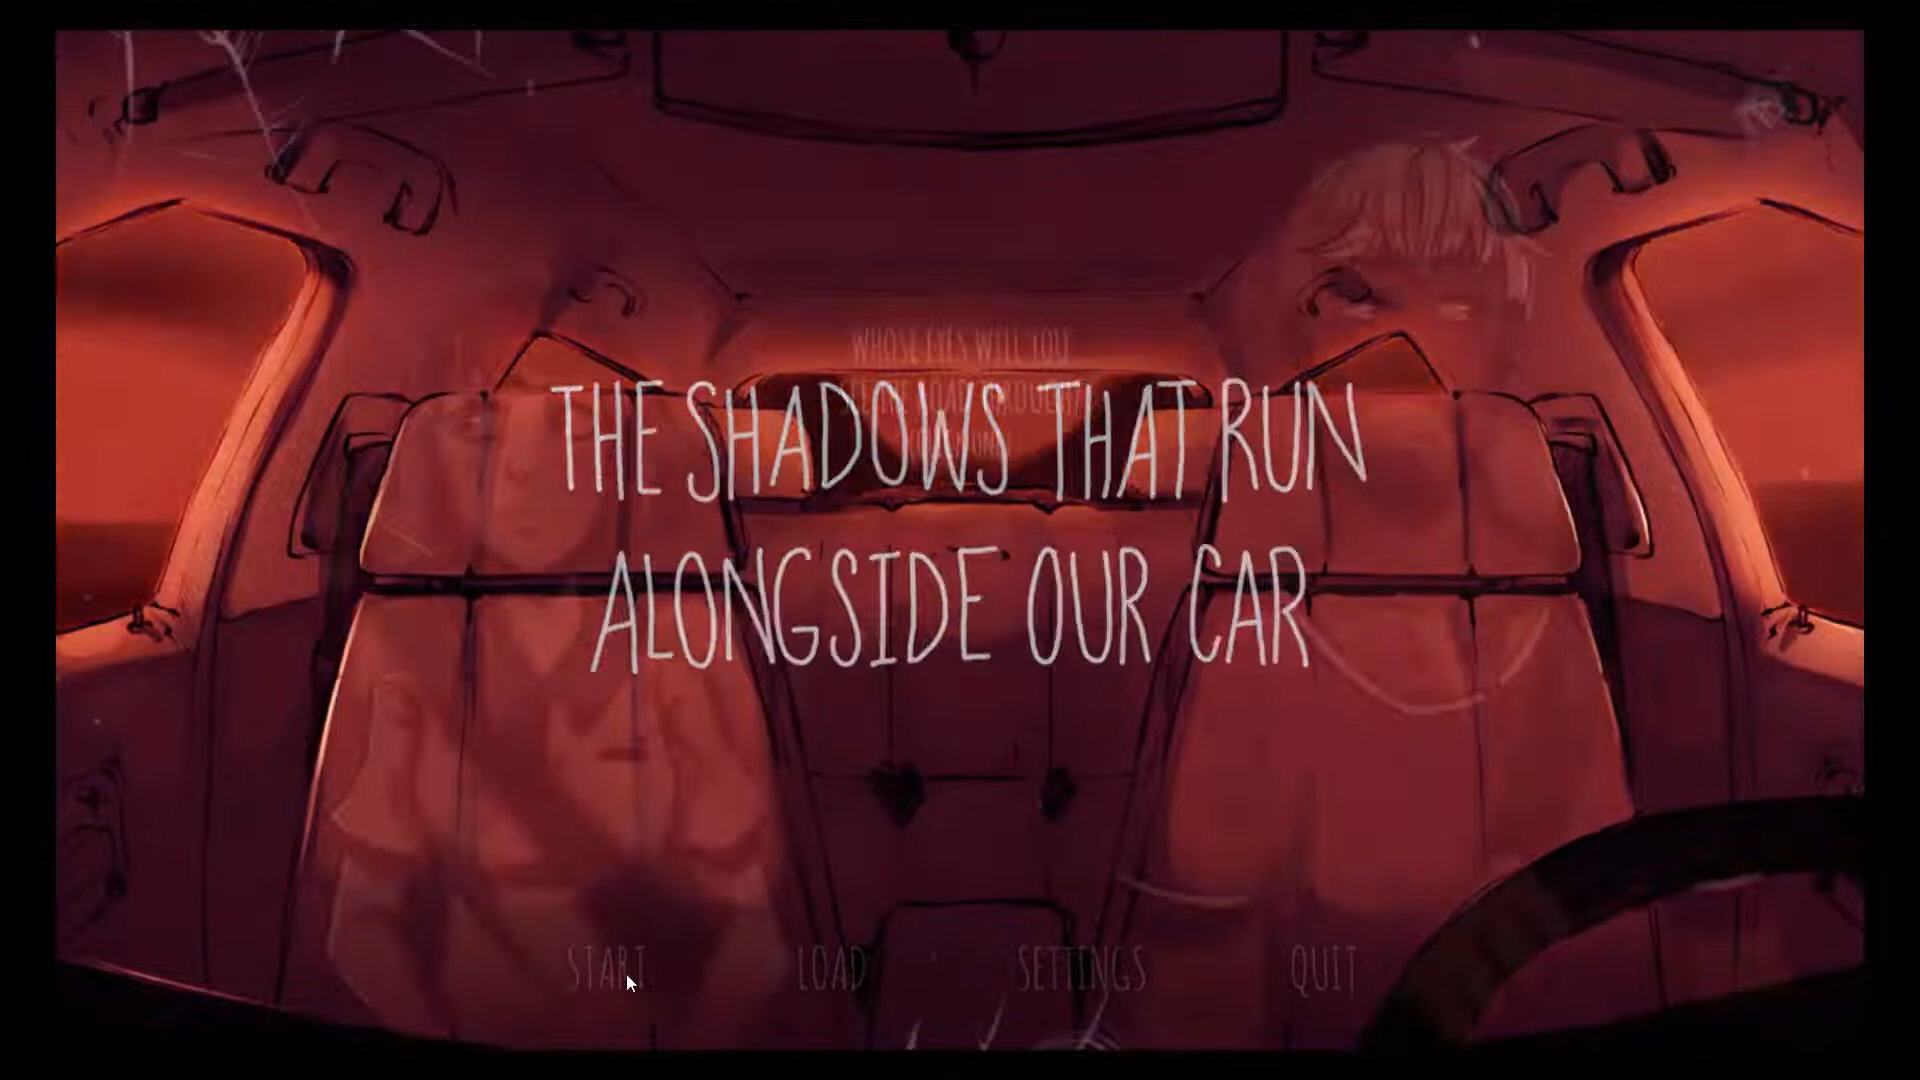 WHOSE EYES WILL YOU
THE SHADOWS THAT RUN
ALONGSIDE OUR CAR
START LOAD SETTINGS QUIT